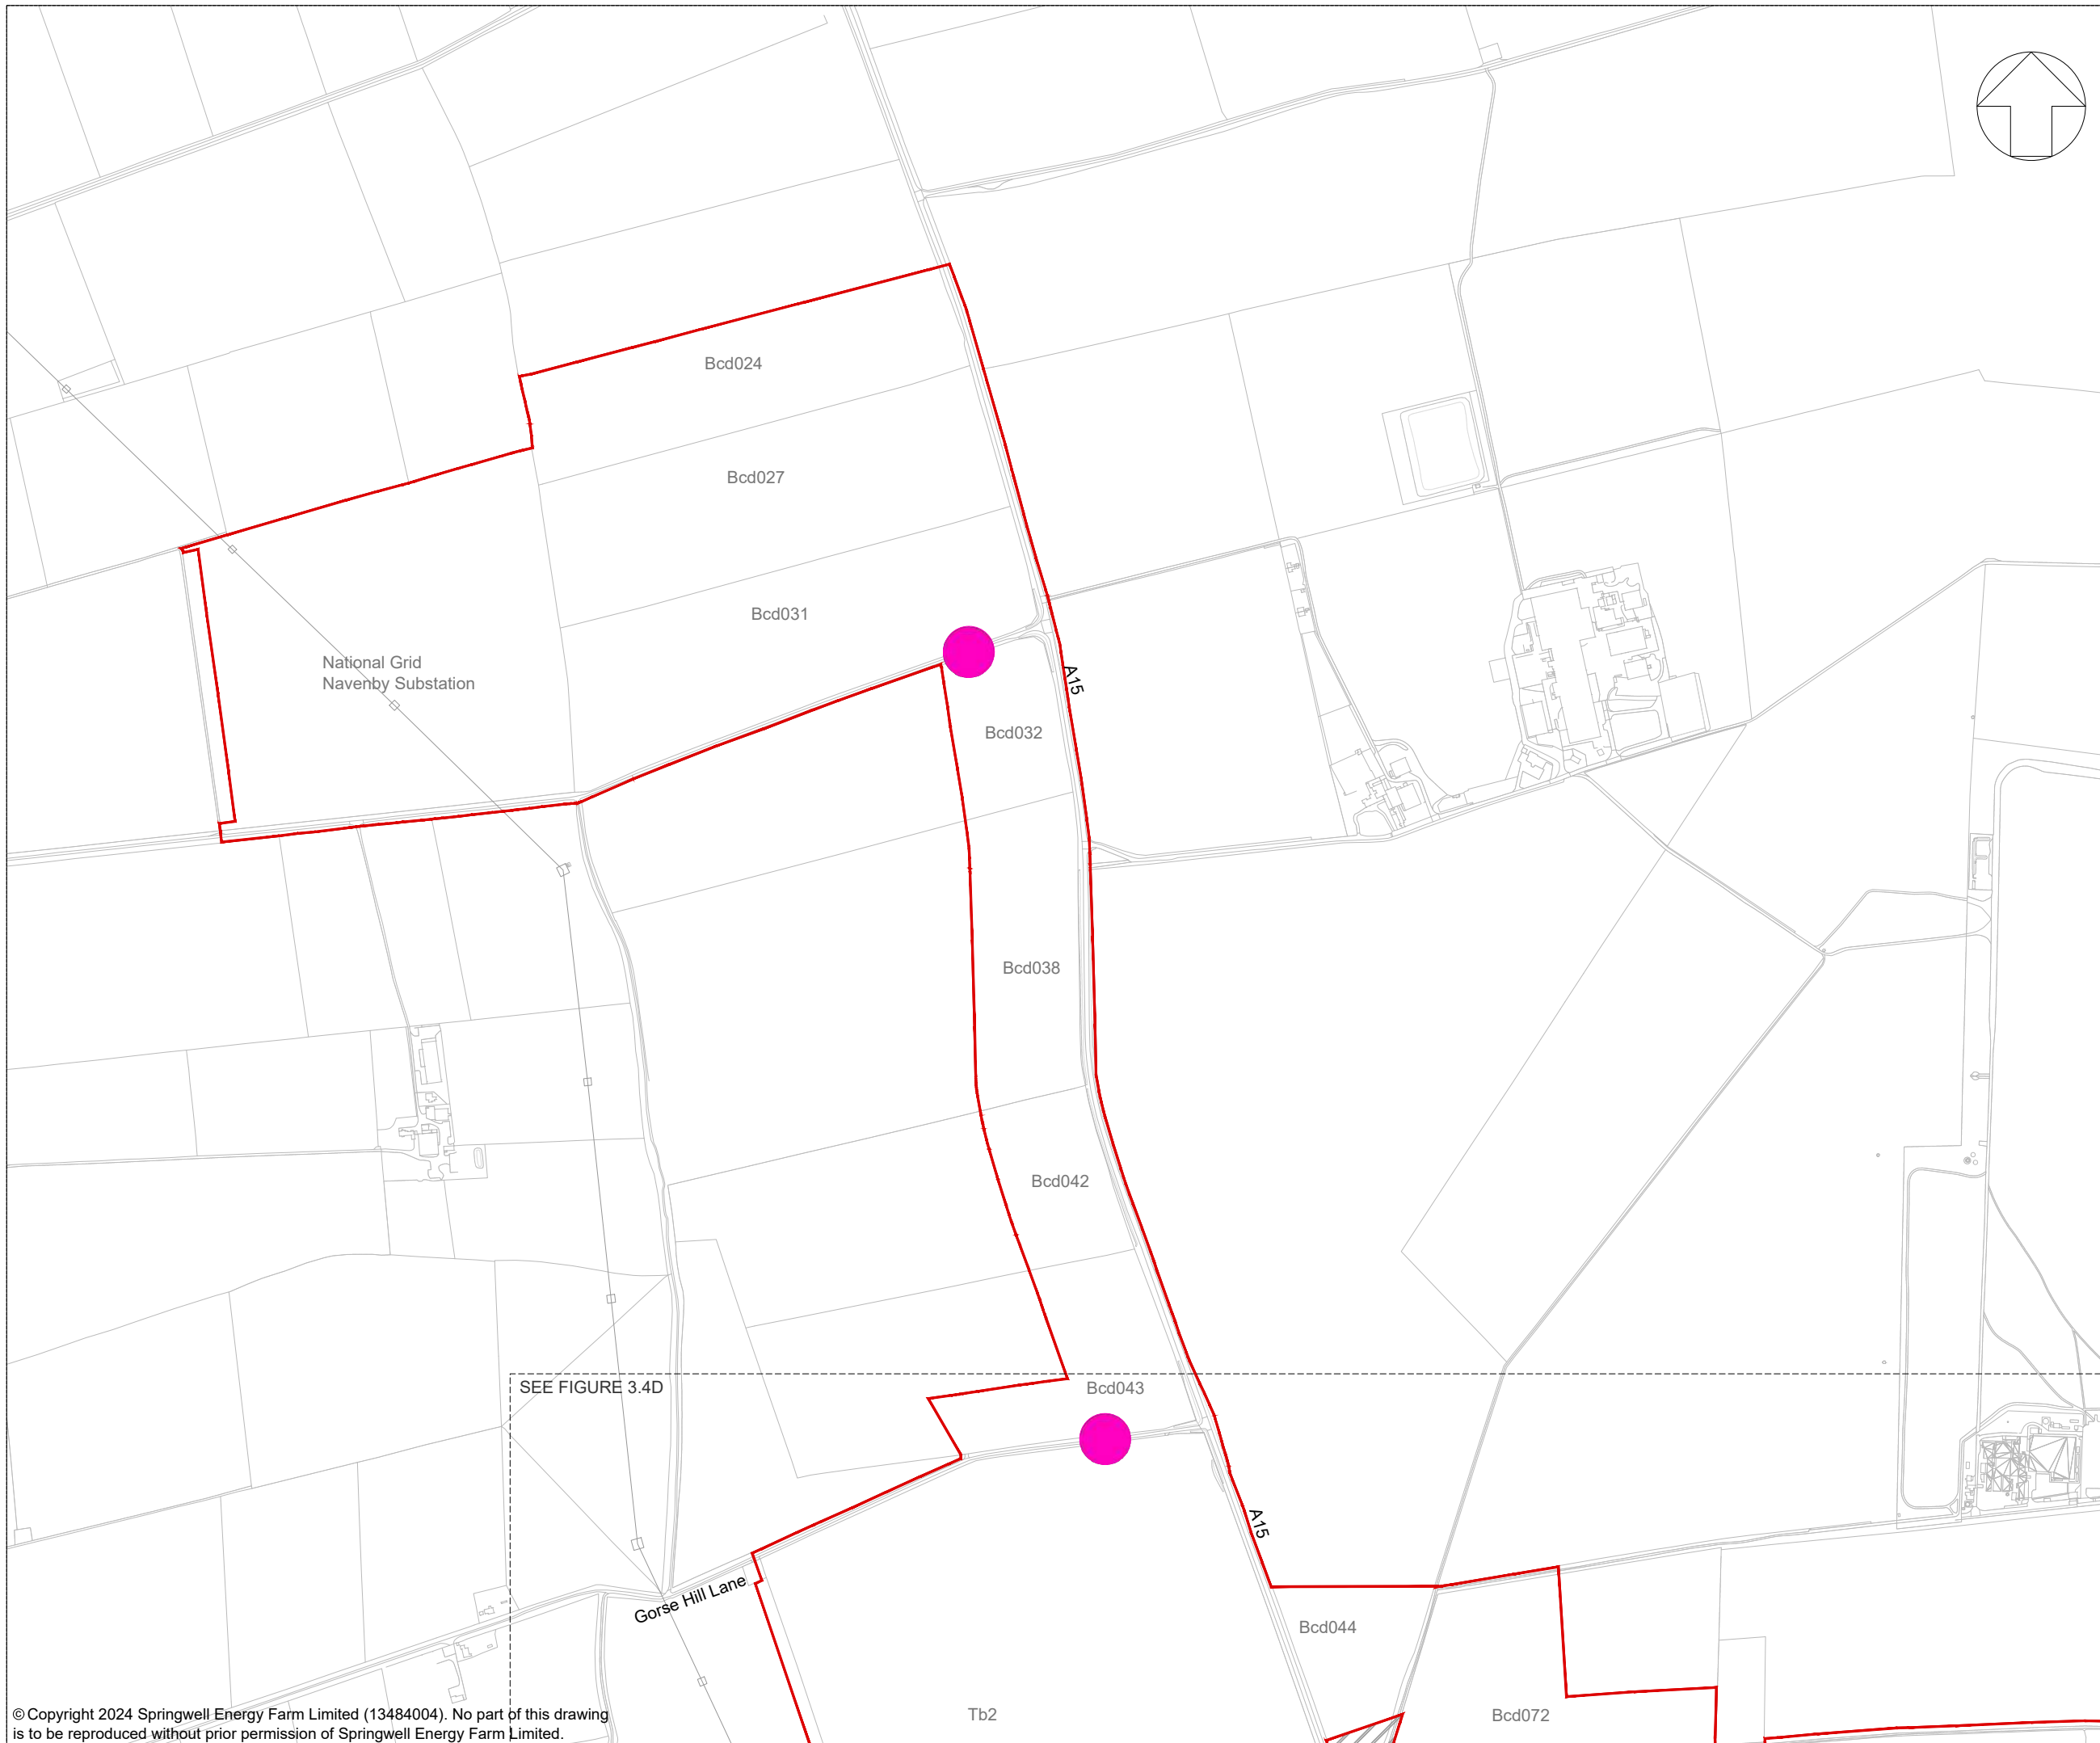 Bcd024
Bcd027
Bcd031
National Grid
Navenby Substation
A15
Bcd032
Bcd038
Bcd042
SEE FIGURE 3.4D
Bcd043
A15
Gorse Hill Lane
Bcd044
Tb2
Bcd072
© Copyright 2024 Springwell Energy Farm Limited (13484004). No part of this drawing
is to be reproduced without prior permission of Springwell Energy Farm Limited.